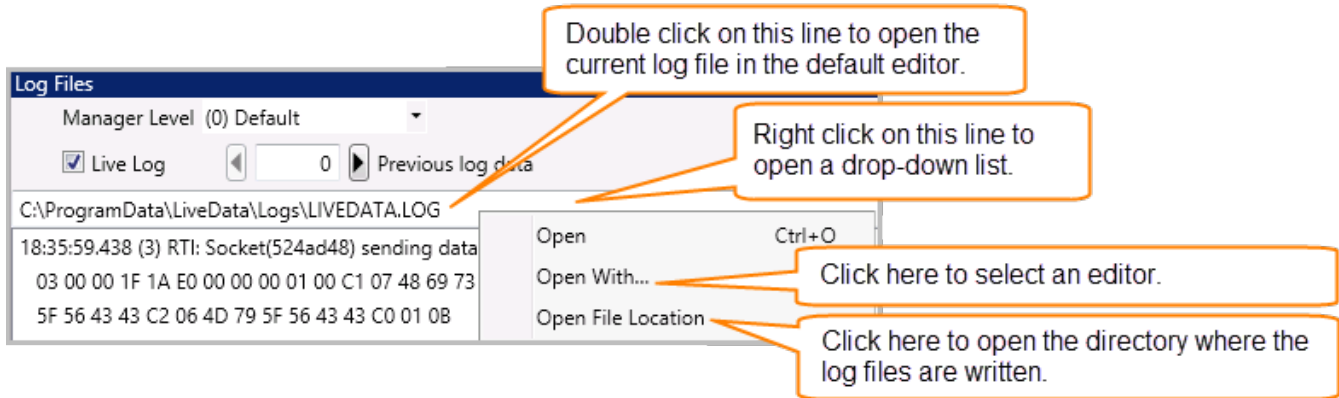 Double click on this line to open the
current log file in the default editor.
Log Files
Manager Level (0) Default
Right click on this line to
open a drop-down list.
Live Log 0 Previous log data
C:\ProgramData\LiveData\Logs\LIVEDATA.LOG
18:35:59.438 (3) RTI: Socket(524ad48) sending data
Open Ctrl+O
03 00 00 1F 1A E0 00 00 00 01 00 C1 07 48 69 73
Open With...
Click here to select an editor.
5F 56 43 43 C2 06 4D 79 5F 56 43 43 C0 01 0B
Open File Location
Click here to open the directory where the
log files are written.